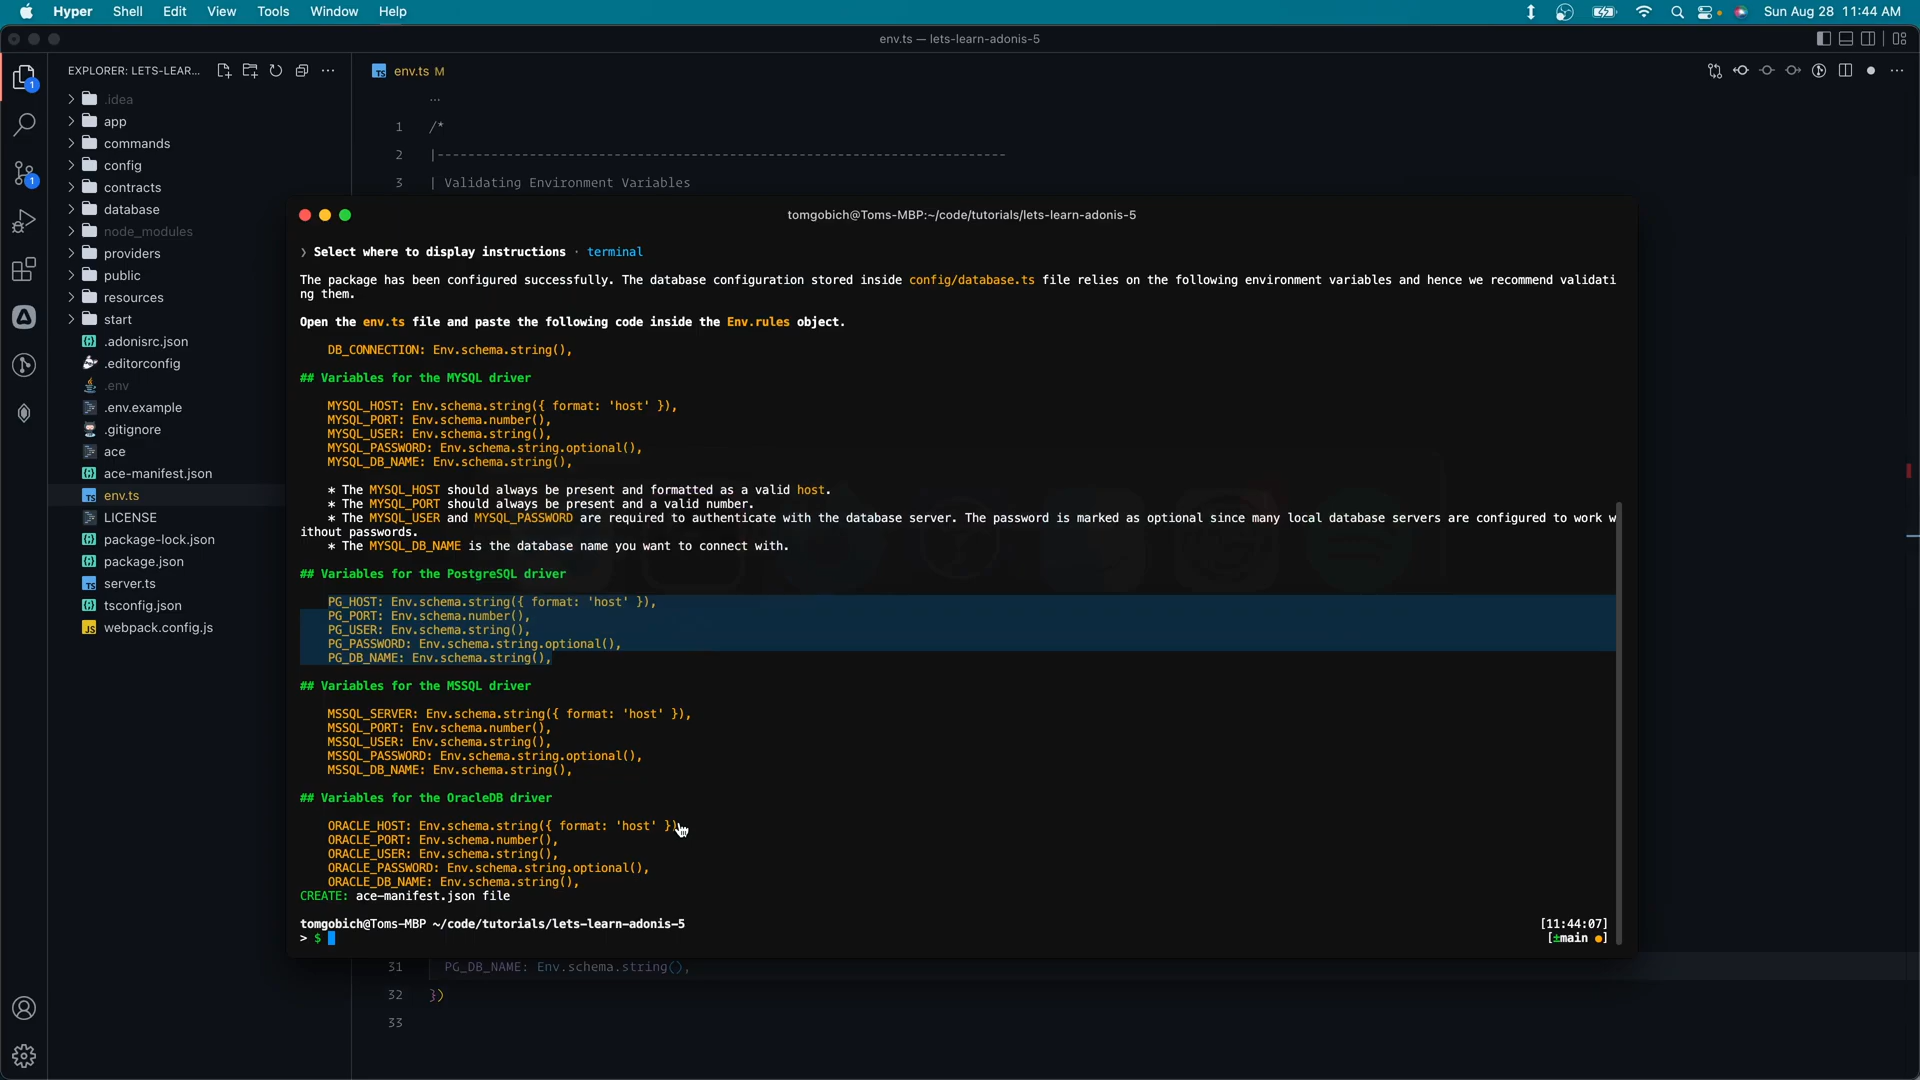 Hyper Shell Edit View Tools Window Help Sun Aug 28 11:44 AM
env.ts — lets-learn-adonis-5
EXPLORER: LETS-LEAR...
env.ts M
.idea
app
commands
config
contracts
database
node_modules
providers
public
resources
start
.adonisrc.json
.editorconfig
.env
.env.example
.gitignore
ace
ace-manifest.json
env.ts
LICENSE
package-lock.json
package.json
server.ts
tsconfig.json
webpack.config.js
1
1
...
1 /*
2 |--------------------------------------------------------------------------
3 | Validating Environment Variables
tomgobich@Toms-MBP:~/code/tutorials/lets-learn-adonis-5
❯ Select where to display instructions · terminal
The package has been configured successfully. The database configuration stored inside config/database.ts file relies on the following environment variables and hence we recommend validati
ng them.
Open the env.ts file and paste the following code inside the Env.rules object.
DB_CONNECTION: Env.schema.string(),
## Variables for the MYSQL driver
MYSQL_HOST: Env.schema.string({ format: 'host' }),
MYSQL_PORT: Env.schema.number(),
MYSQL_USER: Env.schema.string(),
MYSQL_PASSWORD: Env.schema.string.optional(),
MYSQL_DB_NAME: Env.schema.string(),
* The MYSQL_HOST should always be present and formatted as a valid host.
* The MYSQL_PORT should always be present and a valid number.
* The MYSQL_USER and MYSQL_PASSWORD are required to authenticate with the database server. The password is marked as optional since many local database servers are configured to work w
ithout passwords.
* The MYSQL_DB_NAME is the database name you want to connect with.
## Variables for the PostgreSQL driver
PG_HOST: Env.schema.string({ format: 'host' }),
PG_PORT: Env.schema.number(),
PG_USER: Env.schema.string(),
PG_PASSWORD: Env.schema.string.optional(),
PG_DB_NAME: Env.schema.string(),
## Variables for the MSSQL driver
MSSQL_SERVER: Env.schema.string({ format: 'host' }),
MSSQL_PORT: Env.schema.number(),
MSSQL_USER: Env.schema.string(),
MSSQL_PASSWORD: Env.schema.string.optional(),
MSSQL_DB_NAME: Env.schema.string(),
## Variables for the OracleDB driver
ORACLE_HOST: Env.schema.string({ format: 'host' })
ORACLE_PORT: Env.schema.number(),
ORACLE_USER: Env.schema.string(),
ORACLE_PASSWORD: Env.schema.string.optional(),
ORACLE_DB_NAME: Env.schema.string(),
CREATE: ace-manifest.json file
tomgobich@Toms-MBP ~/code/tutorials/lets-learn-adonis-5 [11:44:07]
> $ [±main ●]
31 PG_DB_NAME: Env.schema.string(),
32 })
33